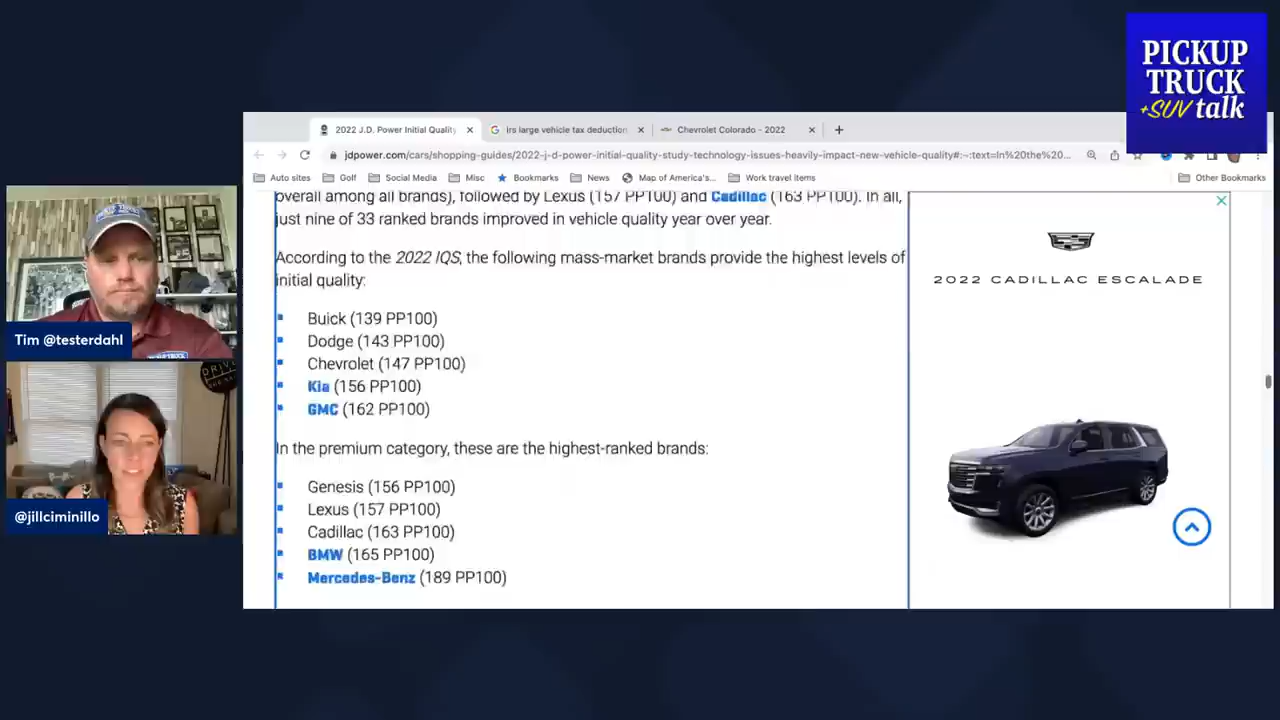 PICKUP
TRUCK
+SUV talk
2022 J.D. Power Initial Quality
irs large vehicle tax deduction
Chevrolet Colorado - 2022
jdpower.com/cars/shopping-guides/2022-j-d-power-initial-quality-study-technology-issues-heavily-impact-new-vehicle-quality#:~:text=In%20the%20...
Auto sites
Golf
Social Media
Misc
Bookmarks
News
Map of America's...
Work travel items
Other Bookmarks
overall among all brands), followed by Lexus (157 PP100) and Cadillac (163 PP100). In all,
just nine of 33 ranked brands improved in vehicle quality year over year.
According to the 2022 IQS, the following mass-market brands provide the highest levels of
initial quality:
Buick (139 PP100)
Dodge (143 PP100)
Chevrolet (147 PP100)
Kia (156 PP100)
GMC (162 PP100)
In the premium category, these are the highest-ranked brands:
Genesis (156 PP100)
Lexus (157 PP100)
Cadillac (163 PP100)
BMW (165 PP100)
Mercedes-Benz (189 PP100)
2022 CADILLAC ESCALADE
Tim @testerdahl
DRIV
@jillciminillo